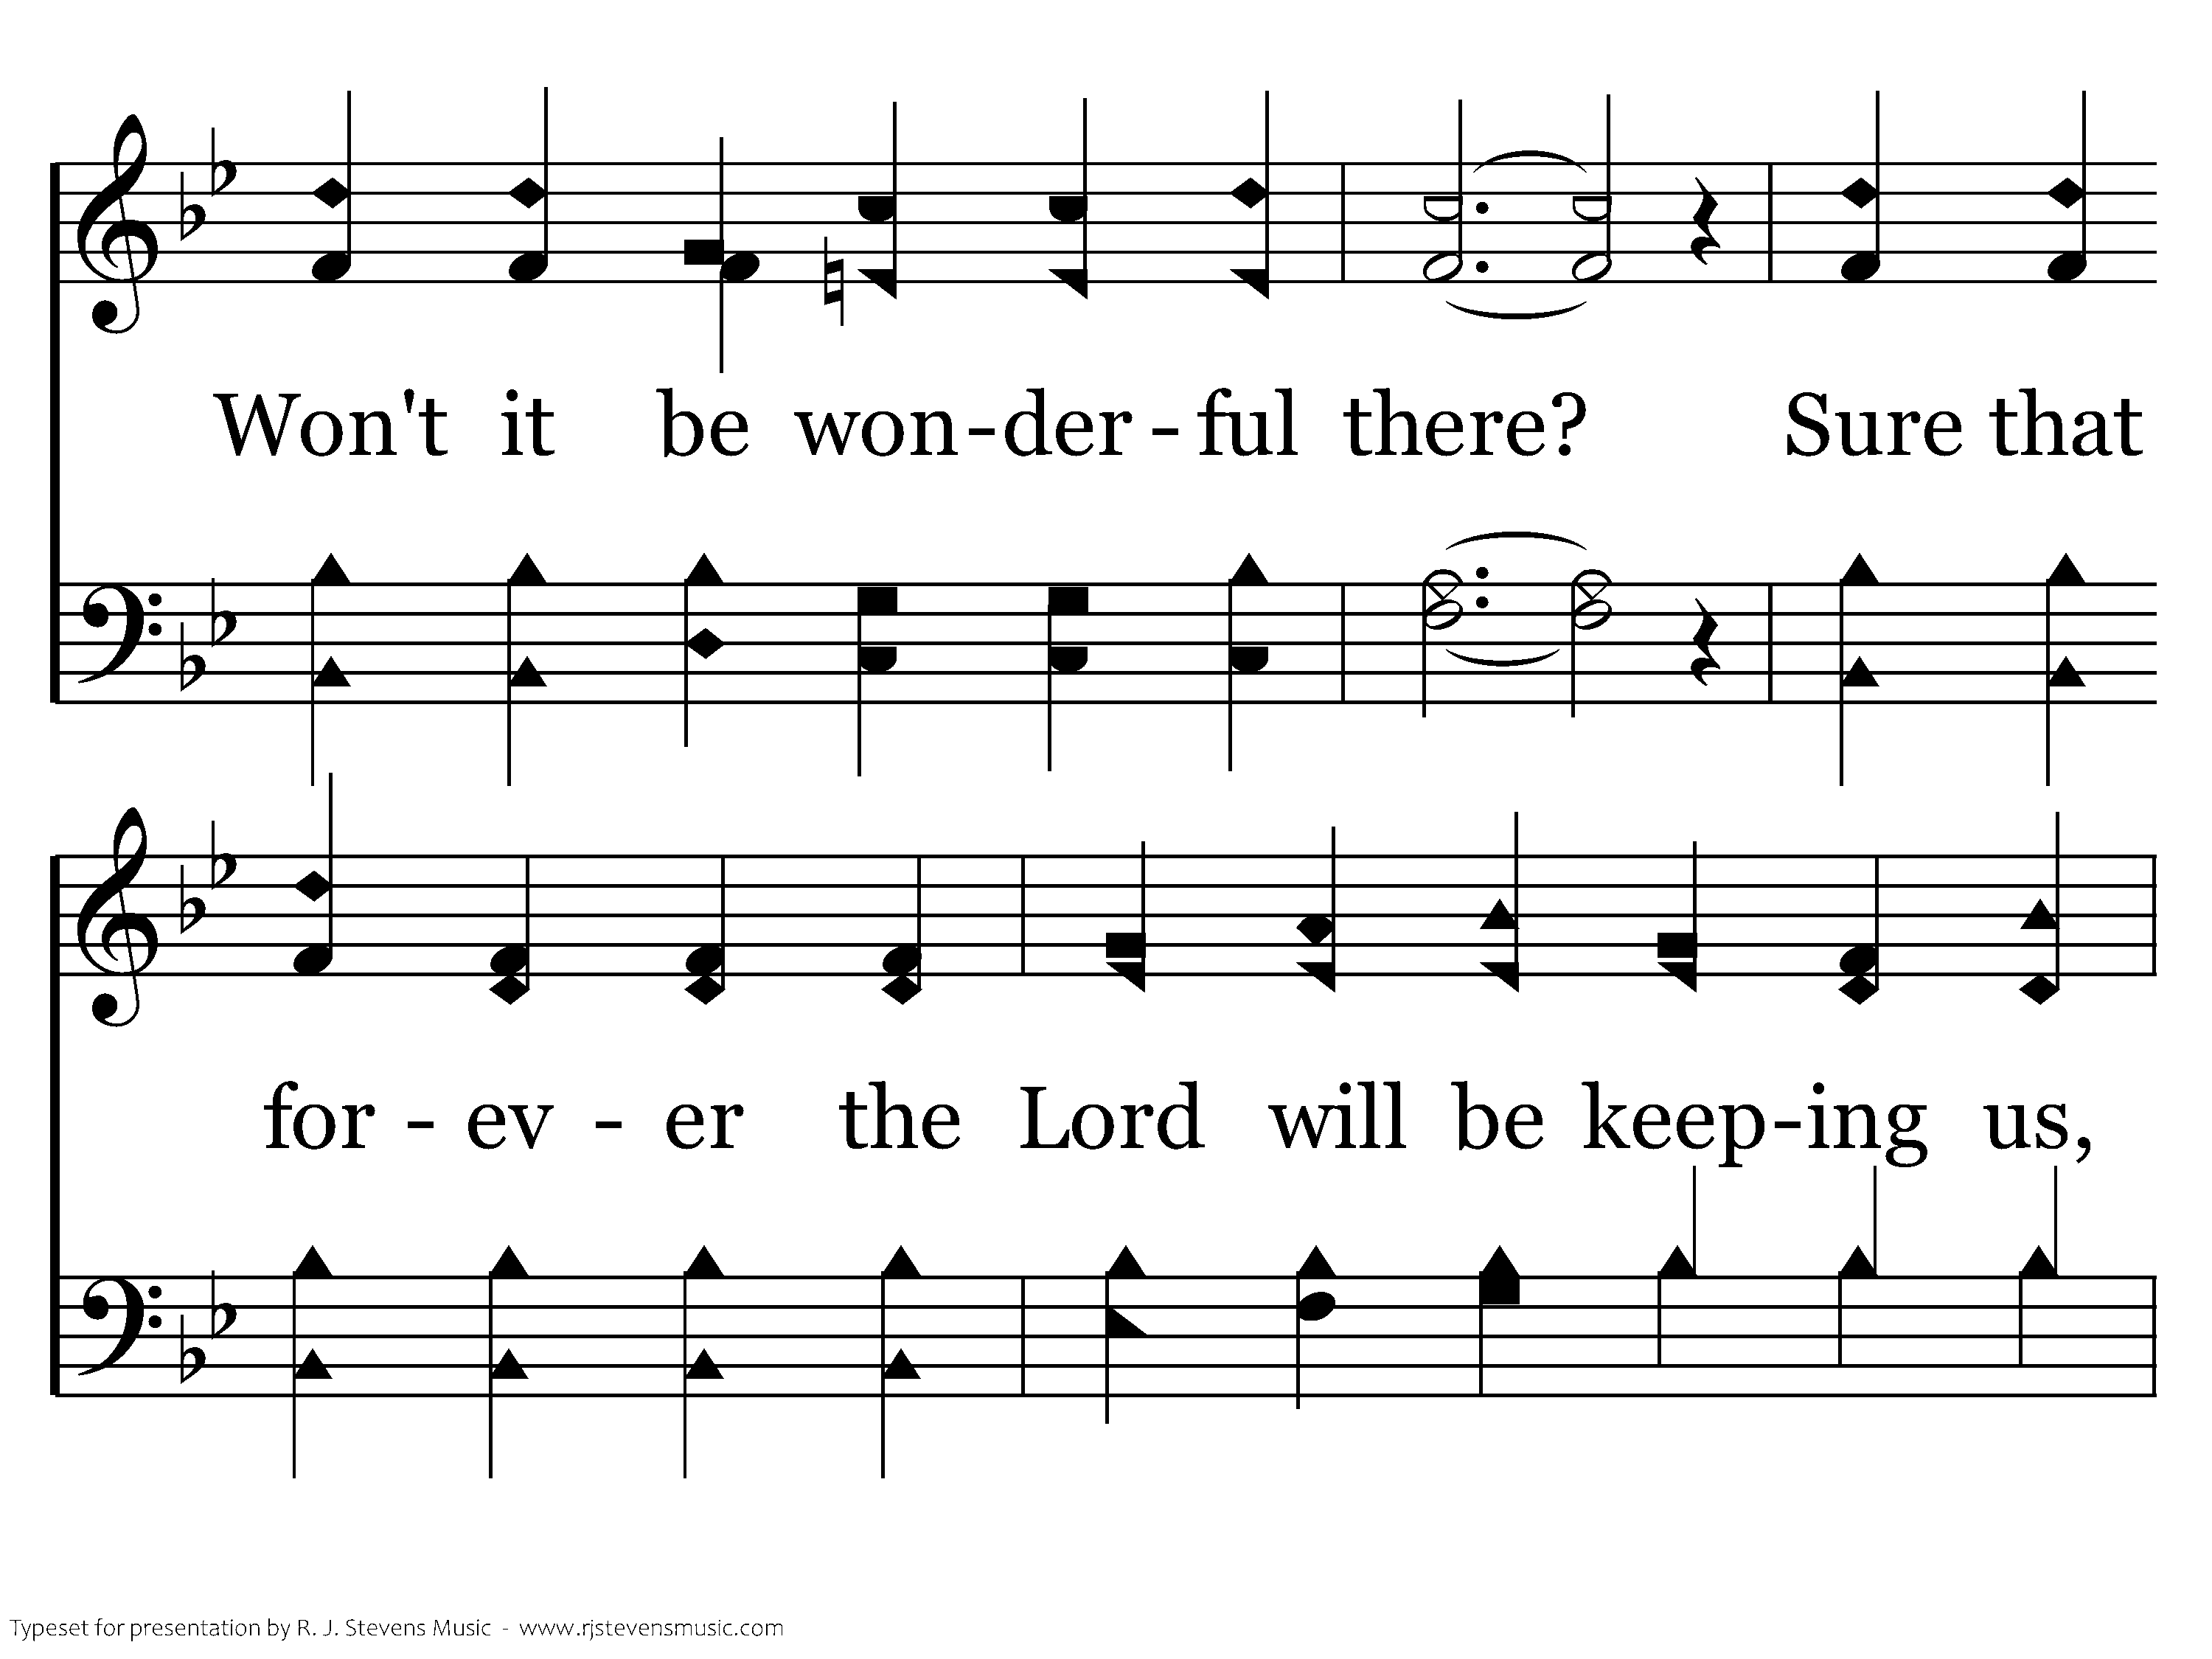 Won't it be won-der-ful there? Sure that
for - ev - er the Lord will be keep-ing us,
Typeset for presentation by R. J. Stevens Music - www.rjstevensmusic.com